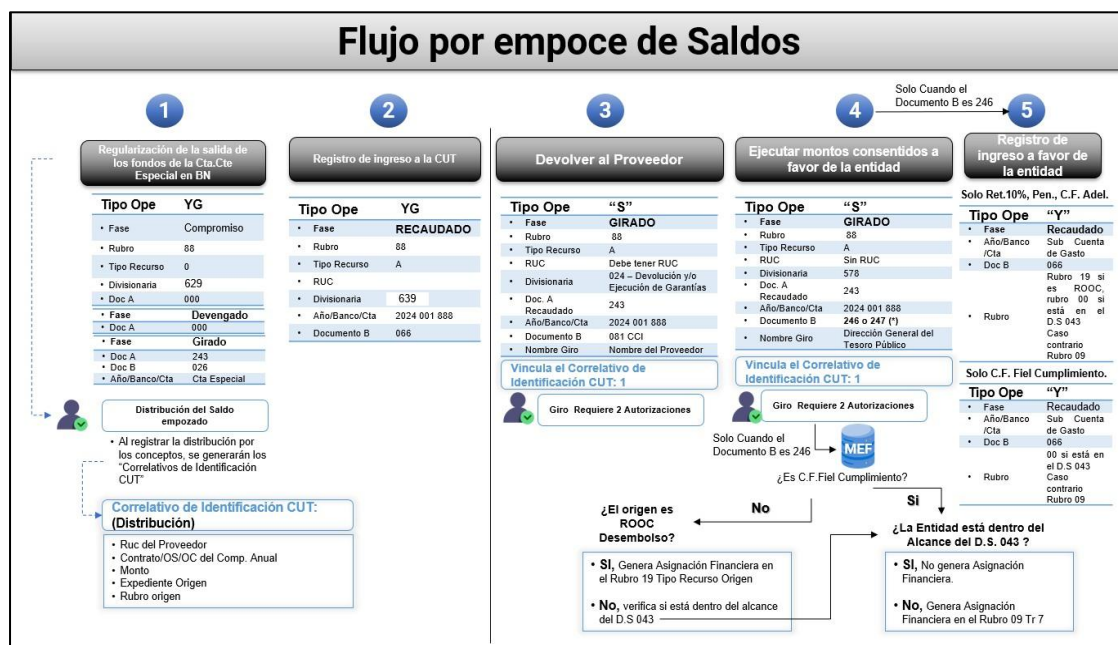 Flujo por empoce de Saldos
1
Regularización de la salida de
los fondos de la Cta.Cte
Especial en BN
Tipo Ope YG
• Fase Compromiso
• Rubro 88
• Tipo Recurso 0
• Divisionaria 629
• Doc A 000
• Fase Devengado
• Doc A 000
• Fase Girado
• Doc A 243
• Doc B 026
• Año/Banco/Cta Cta Especial
Distribución del Saldo
empozado
• Al registrar la distribución por
los conceptos, se generarán los
“Correlativos de Identificación
CUT”
Correlativo de Identificación CUT:
(Distribución)
• Ruc del Proveedor
• Contrato/OS/OC del Comp. Anual
• Monto
• Expediente Origen
• Rubro origen
2
Registro de ingreso a la CUT
Tipo Ope YG
• Fase RECAUDADO
• Rubro 88
• Tipo Recurso A
• RUC
• Divisionaria 639
• Año/Banco/Cta 2024 001 888
• Documento B 066
3
Devolver al Proveedor
Tipo Ope “S”
• Fase GIRADO
• Rubro 88
• Tipo Recurso A
• RUC Debe tener RUC
• Divisionaria 024 – Devolución y/o
Ejecución de Garantías
• Doc. A
Recaudado 243
• Año/Banco/Cta 2024 001 888
• Documento B 081 CCI
• Nombre Giro Nombre del Proveedor
Vincula el Correlativo de
Identificación CUT: 1
Giro Requiere 2 Autorizaciones
4
Solo Cuando el
Documento B es 246
Ejecutar montos consentidos a
favor de la entidad
Tipo Ope “S”
• Fase GIRADO
• Rubro 88
• Tipo Recurso A
• RUC Sin RUC
• Divisionaria 578
• Doc. A
Recaudado 243
• Año/Banco/Cta 2024 001 888
• Documento B 246 o 247 (*)
• Nombre Giro Dirección General del
Tesoro Público
Vincula el Correlativo de
Identificación CUT: 1
Giro Requiere 2 Autorizaciones
Solo Cuando el
Documento B es 246
MEF
¿Es C.F.Fiel Cumplimiento?
No
Si
¿El origen es
ROOC
Desembolso?
• SI, Genera Asignación Financiera en
el Rubro 19 Tipo Recurso Origen
• No, verifica si está dentro del alcance
del D.S 043
¿La Entidad está dentro del
Alcance del D.S. 043 ?
• SI, No genera Asignación
Financiera.
• No, Genera Asignación
Financiera en el Rubro 09 Tr 7
5
Registro de
ingreso a favor de
la entidad
Solo Ret.10%, Pen., C.F. Adel.
Tipo Ope “Y”
• Fase Recaudado
• Año/Banco Sub Cuenta
/Cta de Gasto
• Doc B 066
Rubro 19 si
es ROOC,
rubro 00 si
está en el
• Rubro D.S 043
Caso
contrario
Rubro 09
Solo C.F. Fiel Cumplimiento.
Tipo Ope “Y”
• Fase Recaudado
• Año/Banco Sub Cuenta
/Cta de Gasto
• Doc B 066
00 si está en
el D.S 043
• Rubro Caso
contrario
Rubro 09